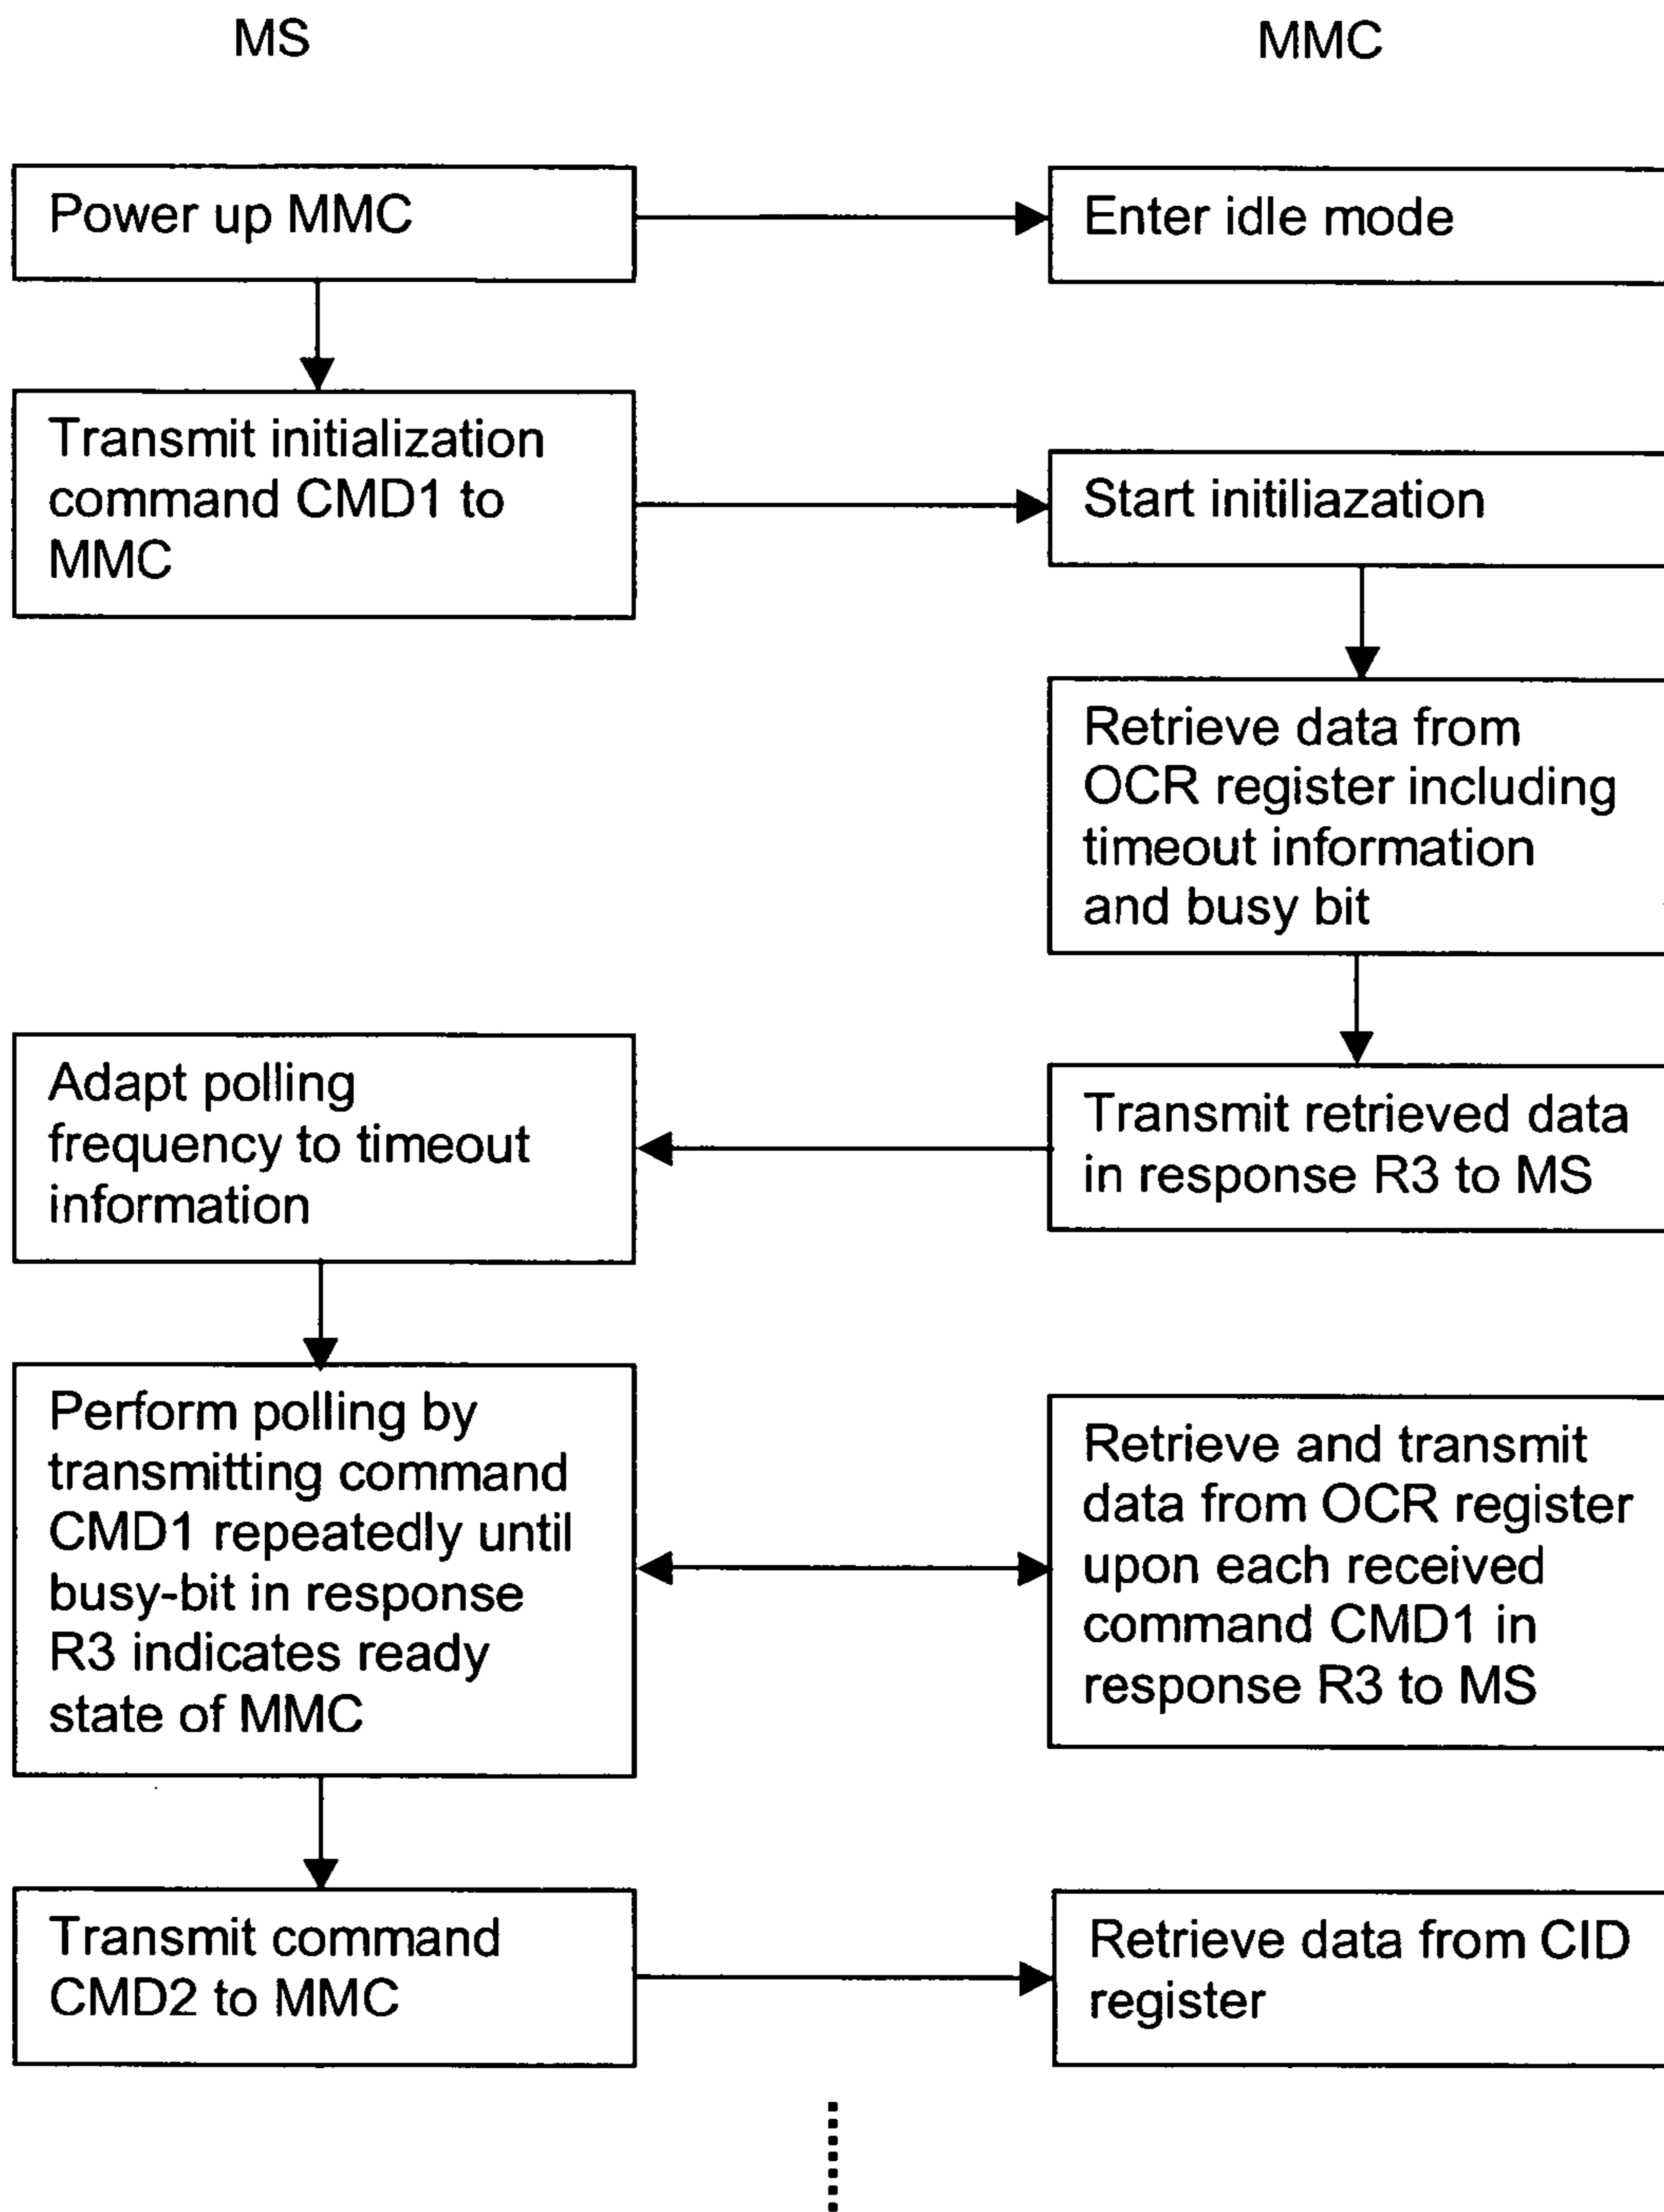 MS
MMC
Power up MMC
Enter idle mode
Transmit initialization
command CMD1 to
MMC
Start initiliazation
Retrieve data from
OCR register including
timeout information
and busy bit
Adapt polling
frequency to timeout
information
Transmit retrieved data
in response R3 to MS
Perform polling by
transmitting command
CMD1 repeatedly until
busy-bit in response
R3 indicates ready
state of MMC
Retrieve and transmit
data from OCR register
upon each received
command CMD1 in
response R3 to MS
Transmit command
CMD2 to MMC
Retrieve data from CID
register